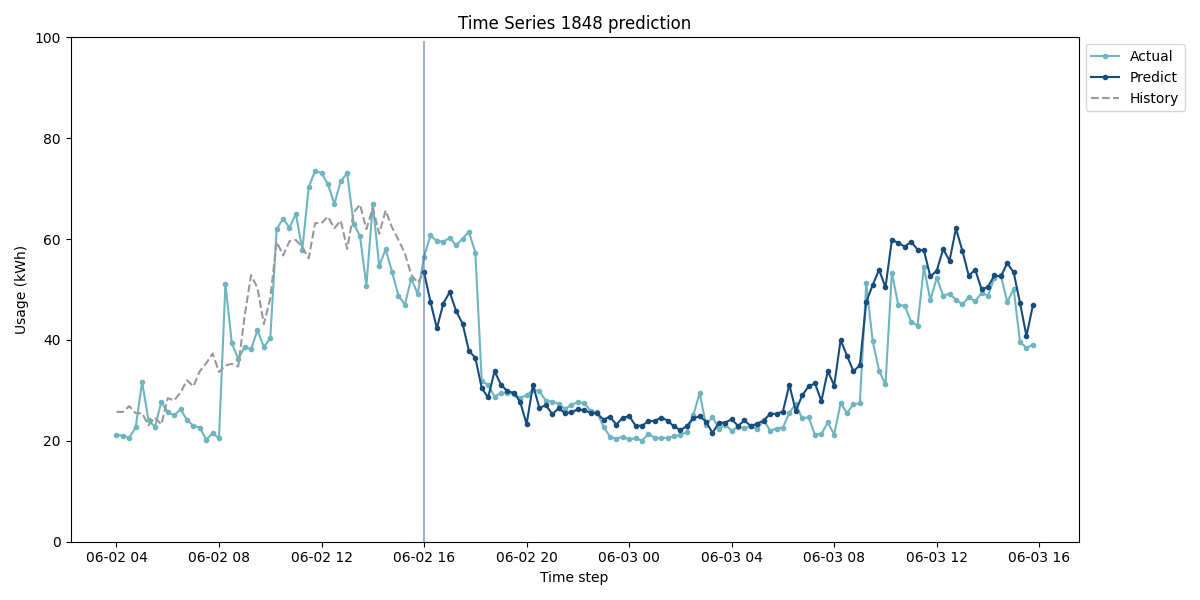 Time Series 1848 prediction
100
80
60
40
20
0
Usage (kWh)
06-02 04
06-02 08
06-02 12
06-02 16
06-02 20
06-03 00
06-03 04
06-03 08
06-03 12
06-03 16
Time step
Actual
Predict
History